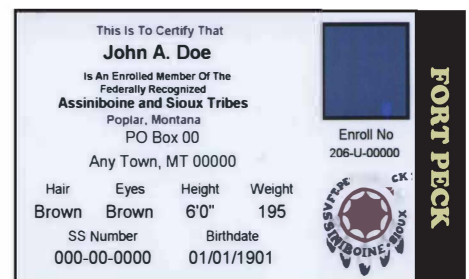 This Is To Certify That
John A. Doe
Is An Enrolled Member Of The
Federally Recognized
Assiniboine and Sioux Tribes
Poplar, Montana
PO Box 00
Any Town, MT 00000
Hair Eyes Height Weight
Brown Brown 6'0" 195
SS Number Birthdate
000-00-0000 01/01/1901
Enroll No
206-U-00000
SIOUX
FORT PECK